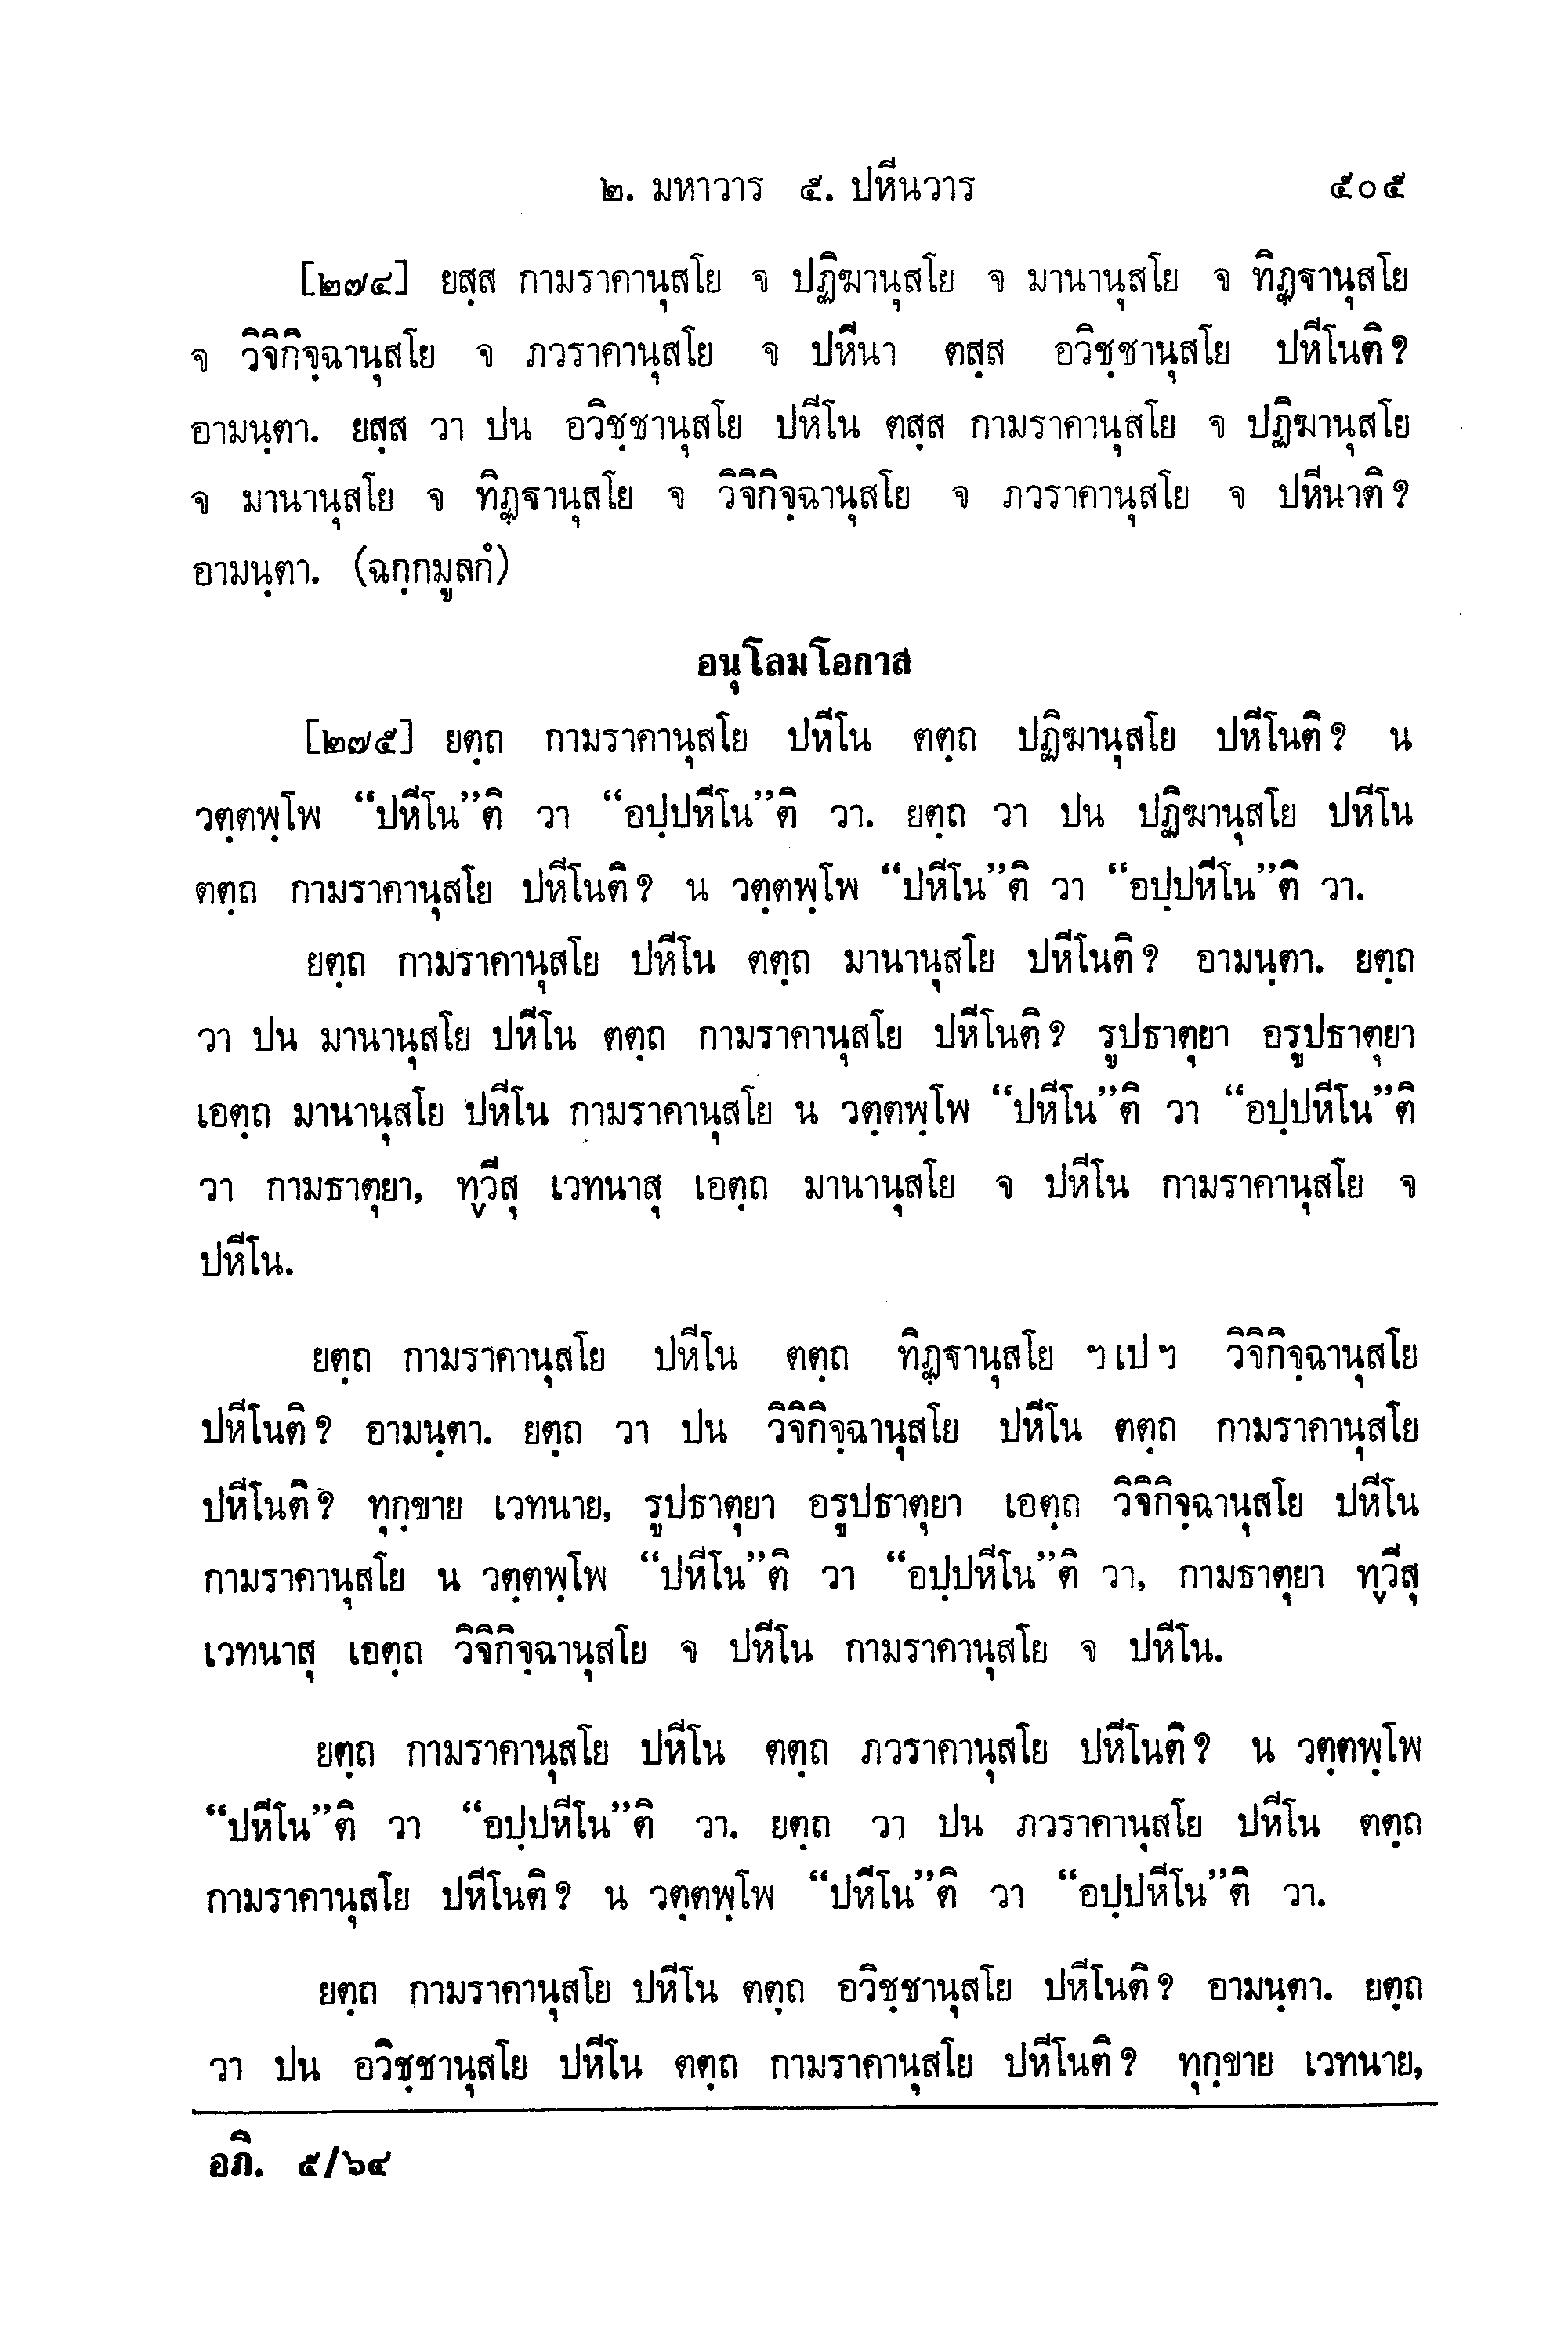 ๒. มหาวาร ๕. ปหีนวาร ๕๐๕
[๒๗๔] ยสฺส กามราคานุสโย จ ปฏิฆานุสโย จ มานานุสโย จ ทิฏฺฐานุสโย
จ วิจิกิจฺฉานุสโย จ ภวราคานุสโย จ ปหีนา ตสฺส อวิชฺชานุสโย ปหีโนติ?
อามนฺตา. ยสฺส วา ปน อวิชฺชานุสโย ปหีโน ตสฺส กามราคานุสโย จ ปฏิฆานุสโย
จ มานานุสโย จ ทิฏฺฐานุสโย จ วิจิกิจฺฉานุสโย จ ภวราคานุสโย จ ปหีนาติ?
อามนฺตา. (ฉกฺกมูลกํ)
อนุโลมโอกาส
[๒๗๕] ยตฺถ กามราคานุสโย ปหีโน ตตฺถ ปฏิฆานุสโย ปหีโนติ? น
วตฺตพฺโพ “ปหีโน”ติ วา “อปฺปหีโน”ติ วา. ยตฺถ วา ปน ปฏิฆานุสโย ปหีโน
ตตฺถ กามราคานุสโย ปหีโนติ? น วตฺตพฺโพ “ปหีโน”ติ วา “อปฺปหีโน”ติ วา.
ยตฺถ กามราคานุสโย ปหีโน ตตฺถ มานานุสโย ปหีโนติ? อามนฺตา. ยตฺถ
วา ปน มานานุสโย ปหีโน ตตฺถ กามราคานุสโย ปหีโนติ? รูปธาตุยา อรูปธาตุยา
เอตฺถ มานานุสโย ปหีโน กามราคานุสโย น วตฺตพฺโพ “ปหีโน”ติ วา “อปฺปหีโน”ติ
วา กามธาตุยา, ทฺวีสุ เวทนาสุ เอตฺถ มานานุสโย จ ปหีโน กามราคานุสโย จ
ปหีโน.
ยตฺถ กามราคานุสโย ปหีโน ตตฺถ ทิฏฺฐานุสโย ฯเปฯ วิจิกิจฺฉานุสโย
ปหีโนติ? อามนฺตา. ยตฺถ วา ปน วิจิกิจฺฉานุสโย ปหีโน ตตฺถ กามราคานุสโย
ปหีโนติ? ทุกฺขาย เวทนาย, รูปธาตุยา อรูปธาตุยา เอตฺถ วิจิกิจฺฉานุสโย ปหีโน
กามราคานุสโย น วตฺตพฺโพ “ปหีโน”ติ วา “อปฺปหีโน”ติ วา, กามธาตุยา ทฺวีสุ
เวทนาสุ เอตฺถ วิจิกิจฺฉานุสโย จ ปหีโน กามราคานุสโย จ ปหีโน.
ยตฺถ กามราคานุสโย ปหีโน ตตฺถ ภวราคานุสโย ปหีโนติ? น วตฺตพฺโพ
“ปหีโน”ติ วา “อปฺปหีโน”ติ วา. ยตฺถ วา ปน ภวราคานุสโย ปหีโน ตตฺถ
กามราคานุสโย ปหีโนติ? น วตฺตพฺโพ “ปหีโน”ติ วา “อปฺปหีโน”ติ วา.
ยตฺถ กามราคานุสโย ปหีโน ตตฺถ อวิชฺชานุสโย ปหีโนติ? อามนฺตา. ยตฺถ
วา ปน อวิชฺชานุสโย ปหีโน ตตฺถ กามราคานุสโย ปหีโนติ? ทุกฺขาย เวทนาย,
อภิ. ๕/๖๔